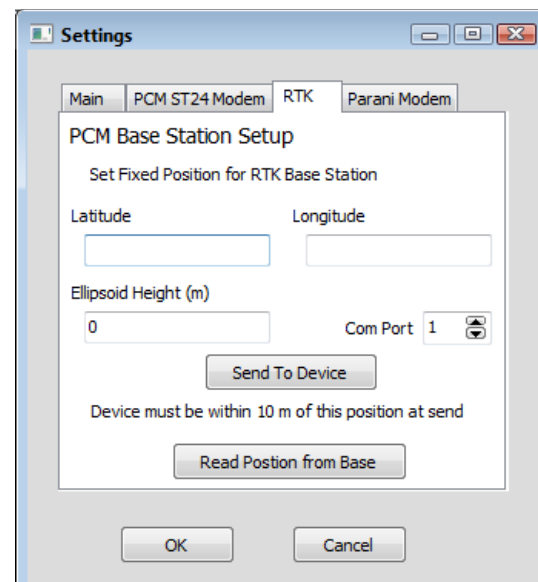 Settings
Main PCM ST24 Modem RTK Parani Modem
PCM Base Station Setup
Set Fixed Position for RTK Base Station
Latitude Longitude
Ellipsoid Height (m)
0 Com Port 1
Send To Device
Device must be within 10 m of this position at send
Read Postion from Base
OK Cancel